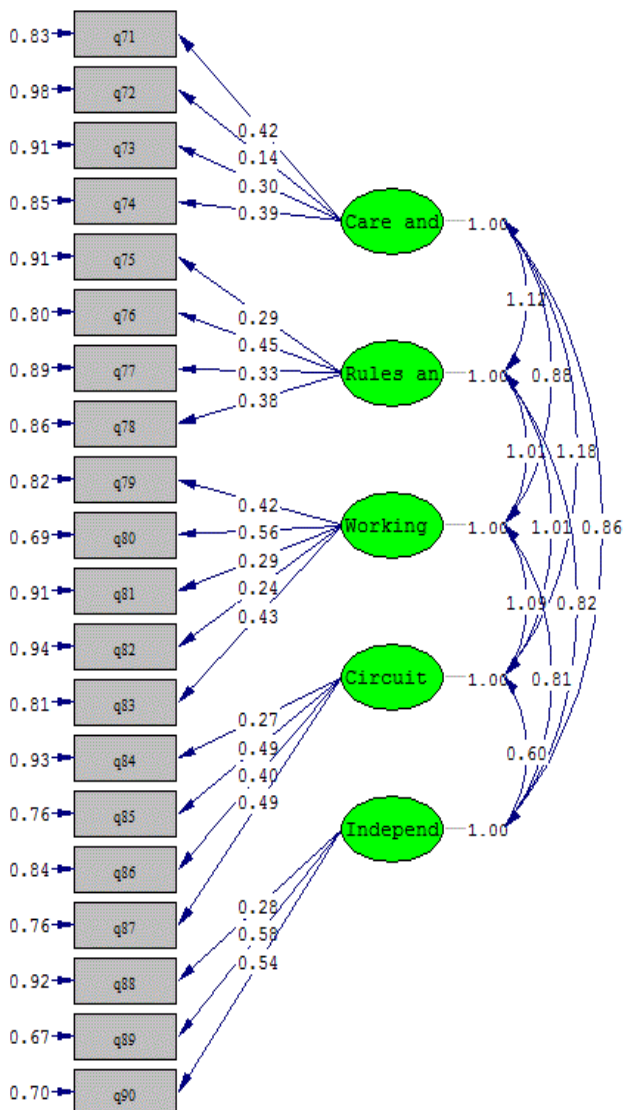 0.83 q71
0.98 q72
0.42
0.91 q73
0.14
0.30
0.85 q74
0.39
Care and 1.00
0.91 q75
1.12
0.80 q76
0.29
0.45
0.89 q77
0.33
Rules an 1.00
0.88
0.38
0.86 q78
1.01 1.18
0.82 q79
0.42
0.69 q80
0.56
Working 1.00
1.01 0.86
0.29
0.91 q81
0.24
1.09 0.82
0.43
0.94 q82
0.81 q83
Circuit 1.00
0.81
0.93 q84
0.27
0.49
0.60
0.40
0.76 q85
0.49
Independ 1.00
0.84 q86
0.76 q87
0.28
0.58
0.92 q88
0.54
0.67 q89
0.70 q90